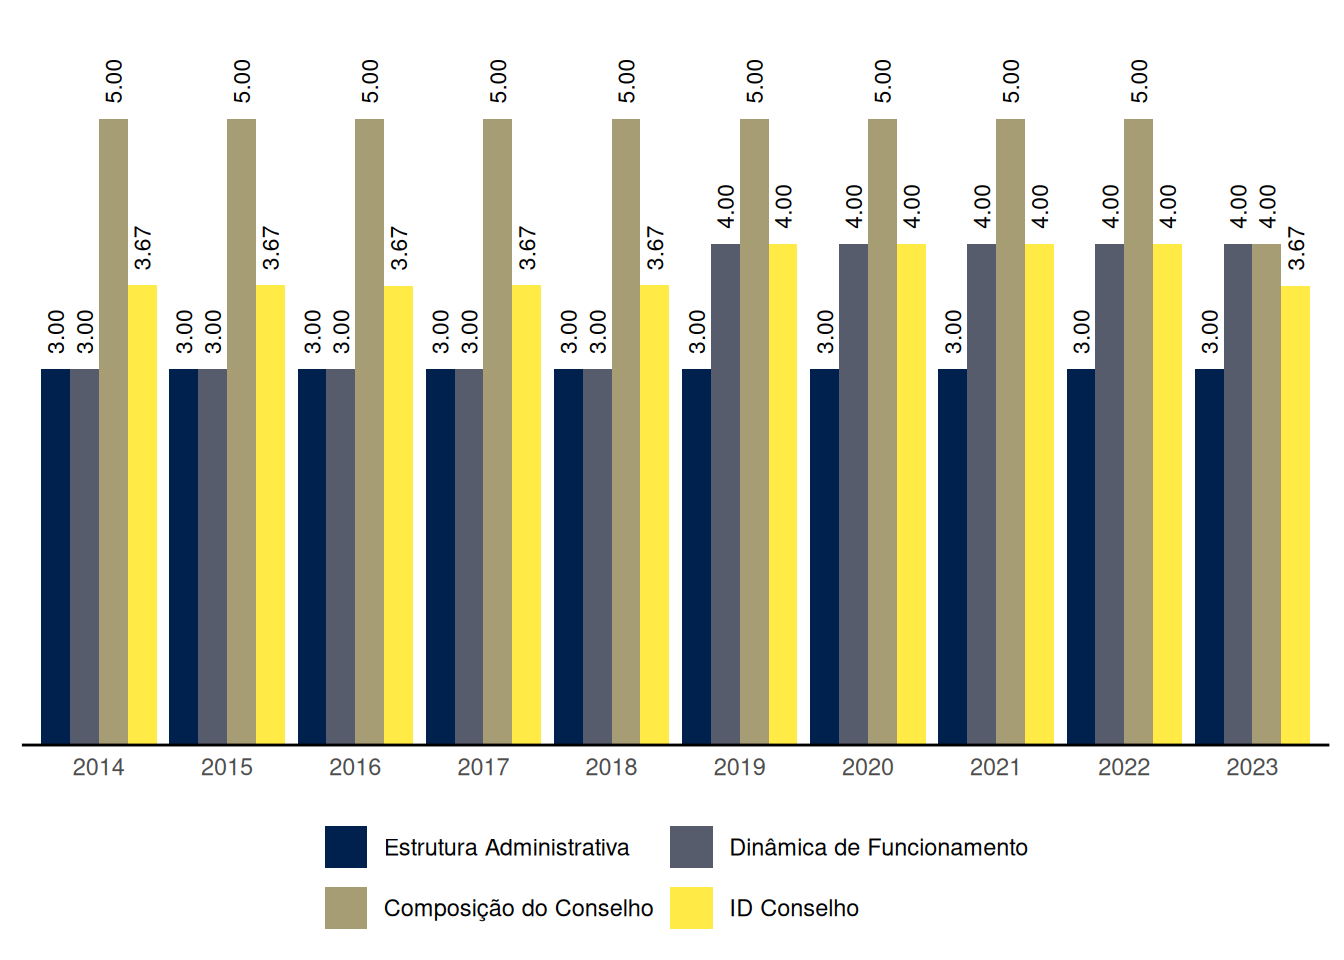 5.00 5.00 5.00 5.00 5.00 5.00 5.00 5.00 5.00
4.00 4.00 4.00 4.00 4.00 4.00 4.00 4.00 4.00 4.00
3.67 3.67 3.67 3.67 3.67 3.67
3.00 3.00 3.00 3.00 3.00 3.00 3.00 3.00 3.00 3.00 3.00 3.00 3.00 3.00 3.00
2014 2015 2016 2017 2018 2019 2020 2021 2022 2023
Estrutura Administrativa Dinâmica de Funcionamento
Composição do Conselho ID Conselho